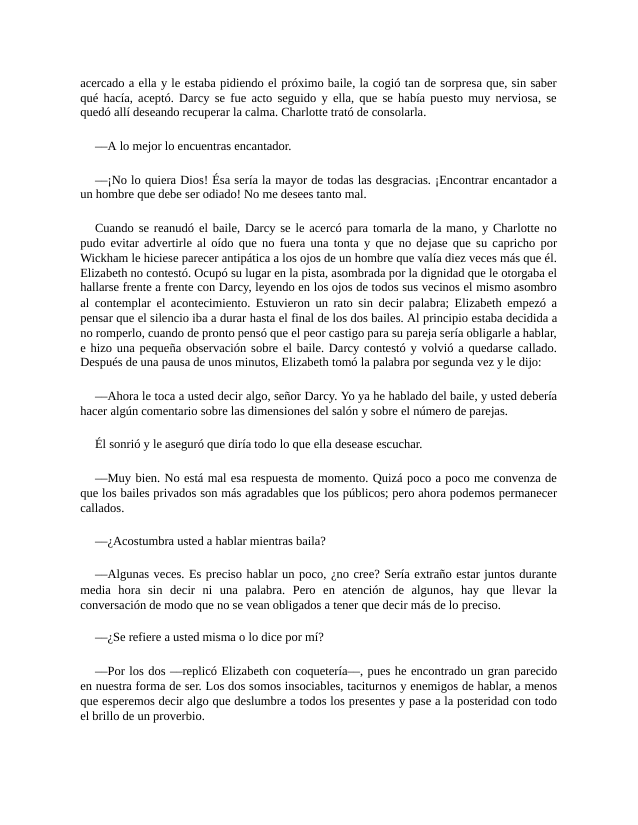 acercado a ella y le estaba pidiendo el próximo baile, la cogió tan de sorpresa que, sin saber
qué hacía, aceptó. Darcy se fue acto seguido y ella, que se había puesto muy nerviosa, se
quedó allí deseando recuperar la calma. Charlotte trató de consolarla.
—A lo mejor lo encuentras encantador.
—¡No lo quiera Dios! Ésa sería la mayor de todas las desgracias. ¡Encontrar encantador a
un hombre que debe ser odiado! No me desees tanto mal.
Cuando se reanudó el baile, Darcy se le acercó para tomarla de la mano, y Charlotte no
pudo evitar advertirle al oído que no fuera una tonta y que no dejase que su capricho por
Wickham le hiciese parecer antipática a los ojos de un hombre que valía diez veces más que él.
Elizabeth no contestó. Ocupó su lugar en la pista, asombrada por la dignidad que le otorgaba el
hallarse frente a frente con Darcy, leyendo en los ojos de todos sus vecinos el mismo asombro
al contemplar el acontecimiento. Estuvieron un rato sin decir palabra; Elizabeth empezó a
pensar que el silencio iba a durar hasta el final de los dos bailes. Al principio estaba decidida a
no romperlo, cuando de pronto pensó que el peor castigo para su pareja sería obligarle a hablar,
e hizo una pequeña observación sobre el baile. Darcy contestó y volvió a quedarse callado.
Después de una pausa de unos minutos, Elizabeth tomó la palabra por segunda vez y le dijo:
—Ahora le toca a usted decir algo, señor Darcy. Yo ya he hablado del baile, y usted debería
hacer algún comentario sobre las dimensiones del salón y sobre el número de parejas.
Él sonrió y le aseguró que diría todo lo que ella desease escuchar.
—Muy bien. No está mal esa respuesta de momento. Quizá poco a poco me convenza de
que los bailes privados son más agradables que los públicos; pero ahora podemos permanecer
callados.
—¿Acostumbra usted a hablar mientras baila?
—Algunas veces. Es preciso hablar un poco, ¿no cree? Sería extraño estar juntos durante
media hora sin decir ni una palabra. Pero en atención de algunos, hay que llevar la
conversación de modo que no se vean obligados a tener que decir más de lo preciso.
—¿Se refiere a usted misma o lo dice por mí?
—Por los dos —replicó Elizabeth con coquetería—, pues he encontrado un gran parecido
en nuestra forma de ser. Los dos somos insociables, taciturnos y enemigos de hablar, a menos
que esperemos decir algo que deslumbre a todos los presentes y pase a la posteridad con todo
el brillo de un proverbio.